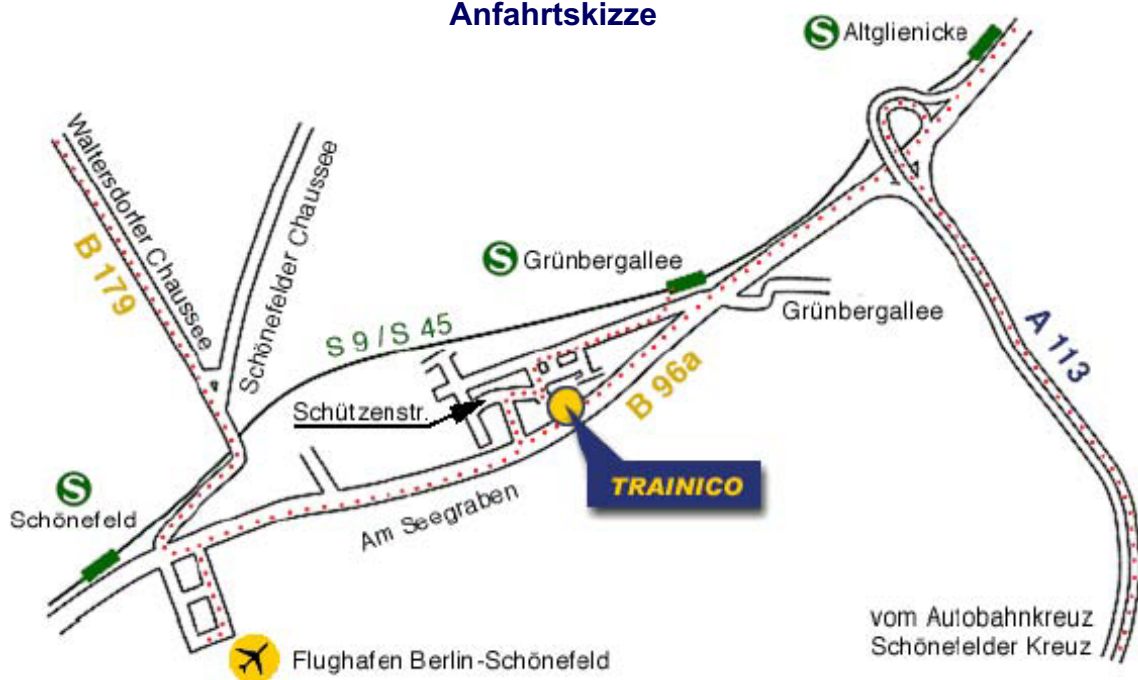 Anfahrtskizze
S Altglienicke
Waltersdorfer Chaussee
B 179
Schönefelder Chaussee
S Grünbergallee
Grünbergallee
S 9 / S 45
A 113
B 96a
Schützenstr.
TRAINICO
S
Schönefeld
Am Seegraben
vom Autobahnkreuz
Schönefelder Kreuz
Flughafen Berlin-Schönefeld